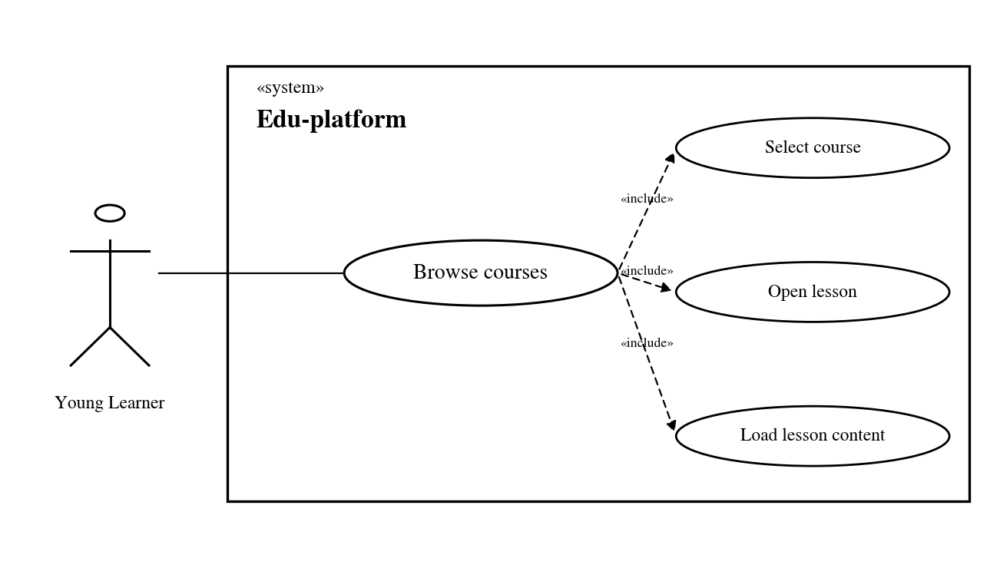 «system»
Edu-platform
Select course
«include»
Browse courses
«include»
Open lesson
«include»
Young Learner
Load lesson content